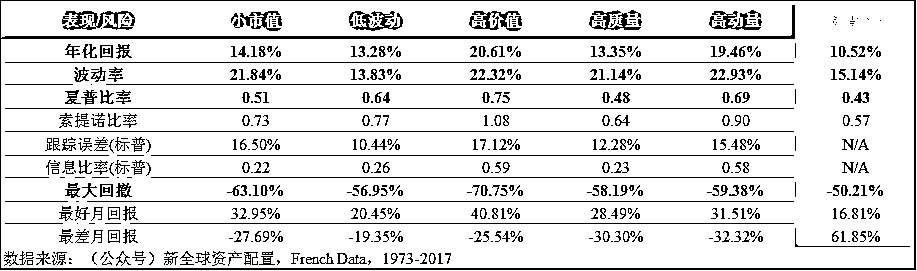 表现/风险 小市值 低波动 高价值 高质量 高动量
年化回报 14.18% 13.28% 20.61% 13.35% 19.46% 10.52%
波动率 21.84% 13.83% 22.32% 21.14% 22.93% 15.14%
夏普比率 0.51 0.64 0.75 0.48 0.69 0.43
索提诺比率 0.73 0.77 1.08 0.64 0.90 0.57
跟踪误差(标普) 16.50% 10.44% 17.12% 12.28% 15.48% N/A
信息比率(标普) 0.22 0.26 0.59 0.23 0.58 N/A
最大回撤 -63.10% -56.95% -70.75% -58.19% -59.38% -50.21%
最好月回报 32.95% 20.45% 40.81% 28.49% 31.51% 16.81%
最差月回报 -27.69% -19.35% -25.54% -30.30% -32.32% 61.85%
数据来源：（公众号）新全球资产配置，French Data，1973-2017